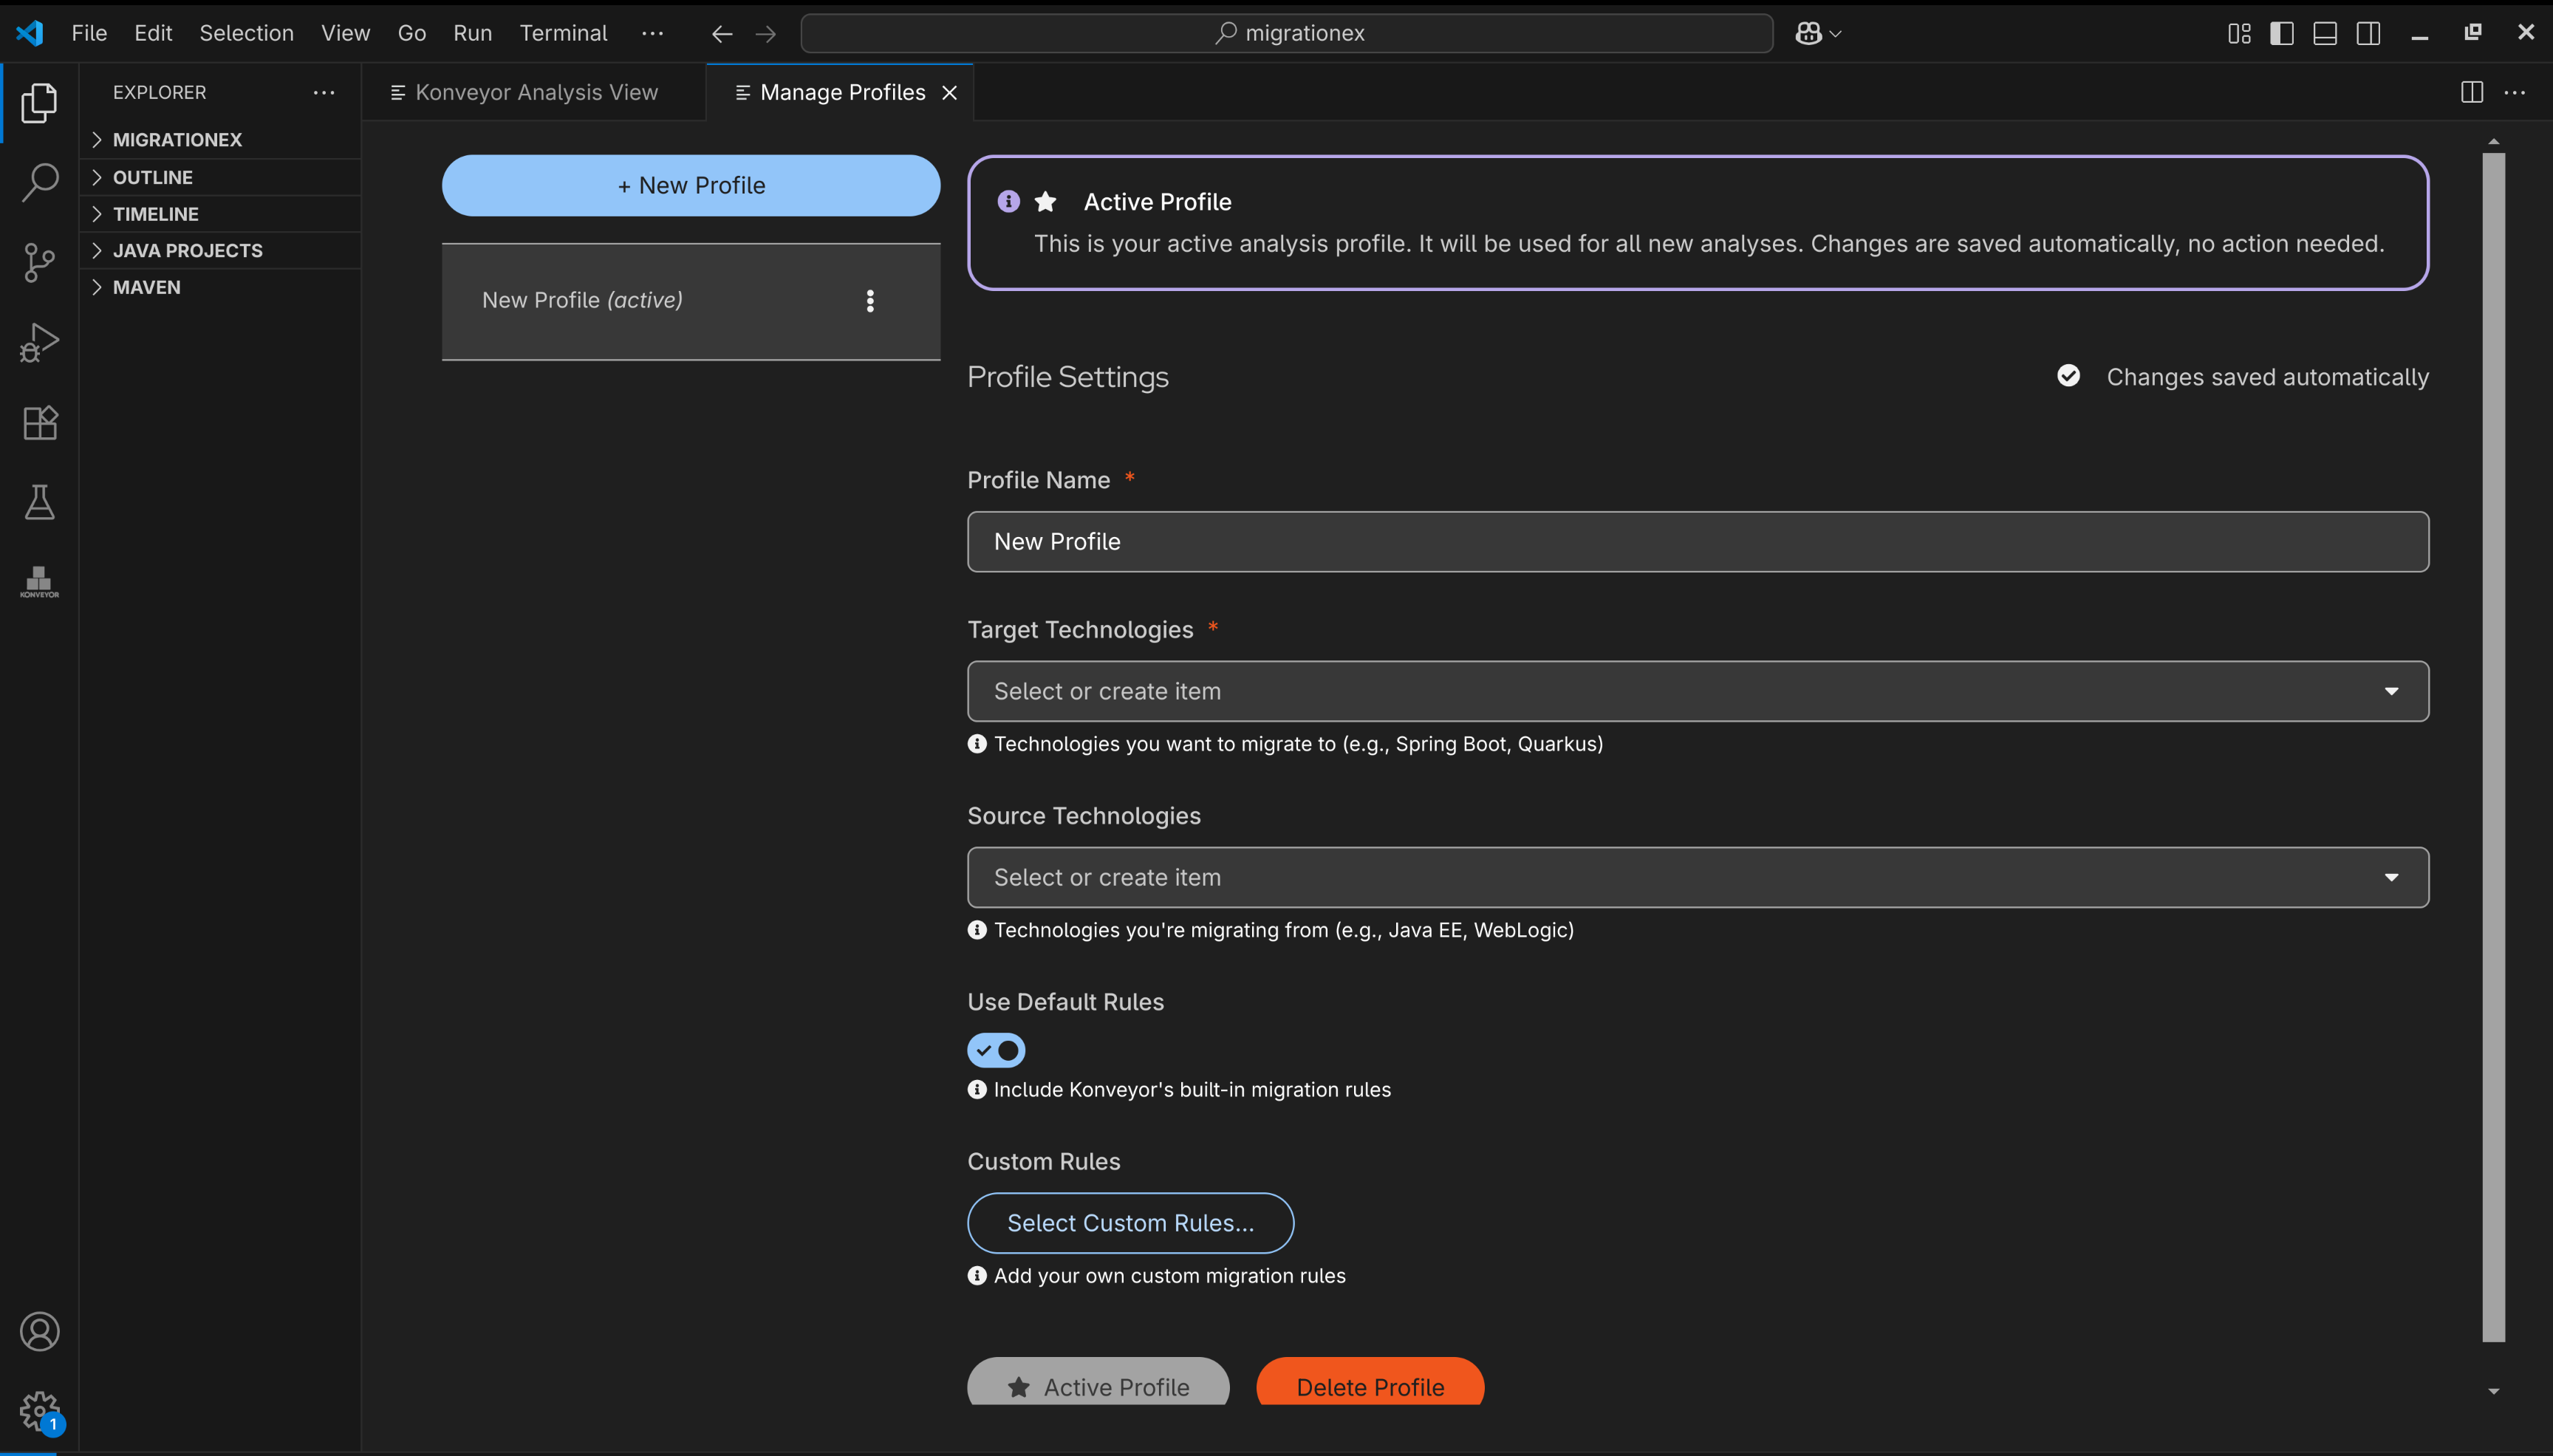 File Edit Selection View Go Run Terminal ... migrationex
EXPLORER
MIGRATIONEX
OUTLINE
TIMELINE
JAVA PROJECTS
MAVEN
KONVEYOR
1
Konveyor Analysis View
Manage Profiles
+ New Profile
New Profile (active)
Active Profile
This is your active analysis profile. It will be used for all new analyses. Changes are saved automatically, no action needed.
Profile Settings
Changes saved automatically
Profile Name *
New Profile
Target Technologies *
Select or create item
Technologies you want to migrate to (e.g., Spring Boot, Quarkus)
Source Technologies
Select or create item
Technologies you're migrating from (e.g., Java EE, WebLogic)
Use Default Rules
Include Konveyor's built-in migration rules
Custom Rules
Select Custom Rules...
Add your own custom migration rules
Active Profile
Delete Profile